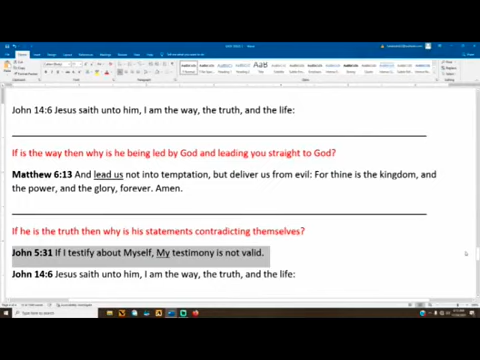 John 14:6 Jesus saith unto him, I am the way, the truth, and the life:
If is the way then why is he being led by God and leading you straight to God?
Matthew 6:13 And lead us not into temptation, but deliver us from evil: For thine is the kingdom, and
the power, and the glory, forever. Amen.
If he is the truth then why is his statements contradicting themselves?
John 5:31 If I testify about Myself, My testimony is not valid.
John 14:6 Jesus saith unto him, I am the way, the truth, and the life: